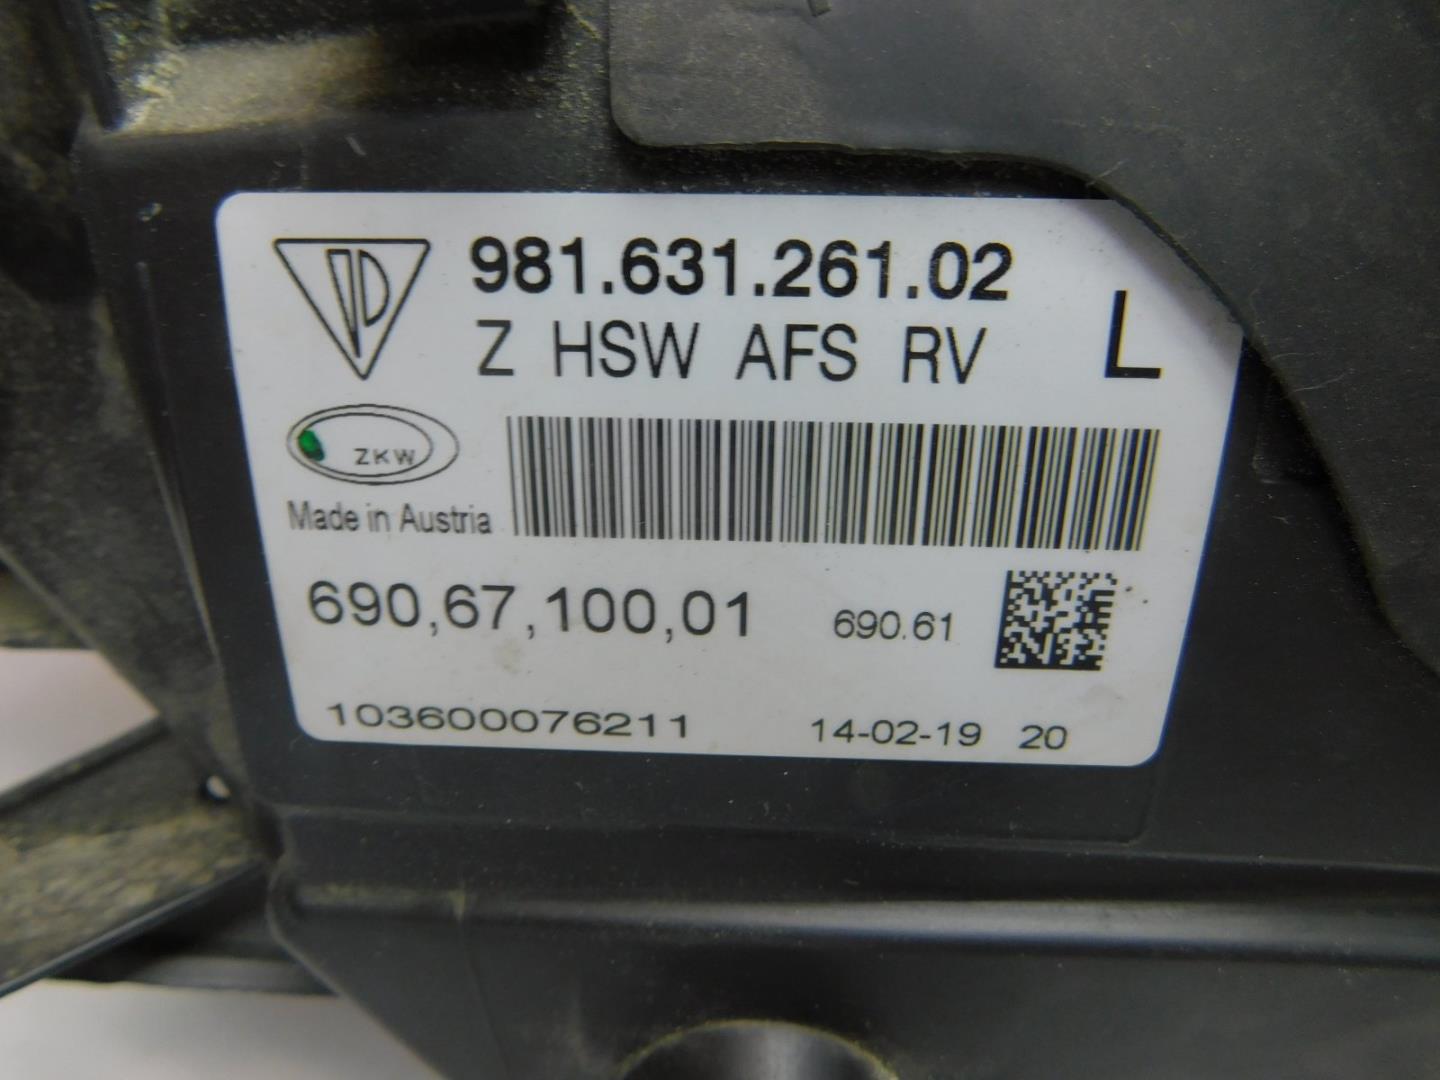 981.631.261.02
Z HSW AFS RV L
ZKW
Made in Austria
690,67,100,01 690.61
103600076211 14-02-19 20